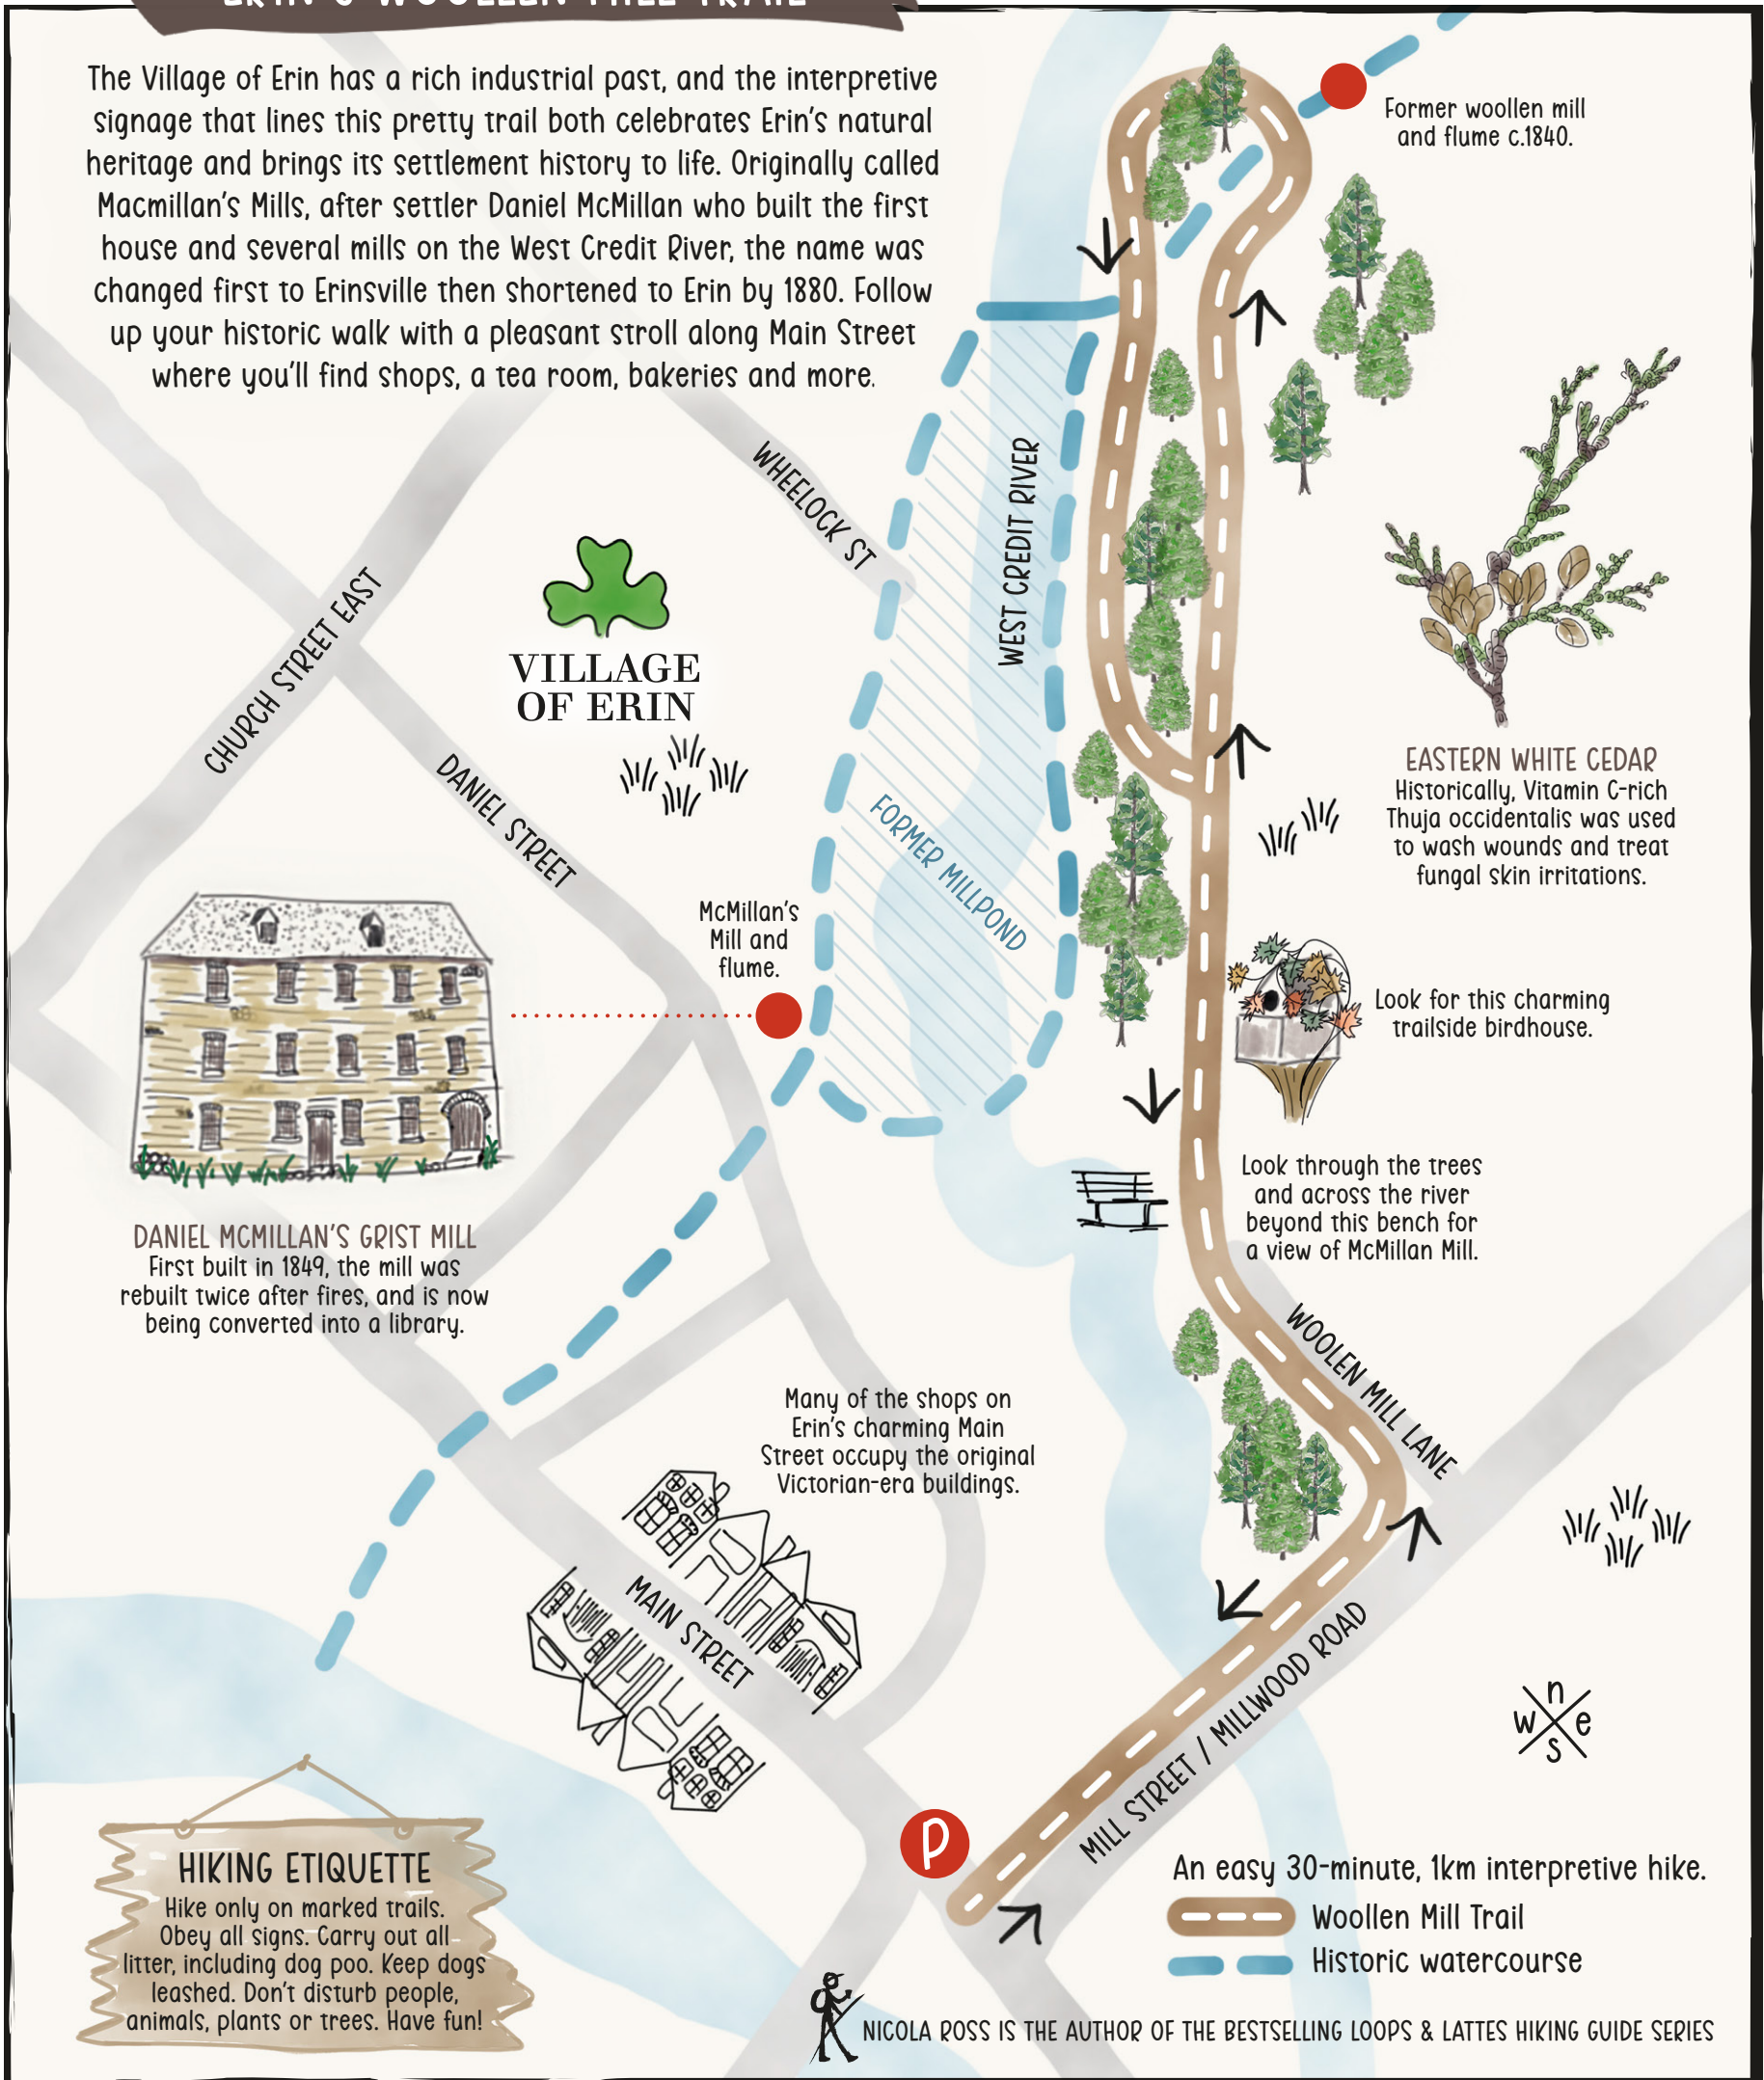 ERIN'S WOOLLEN MILL TRAIL
The Village of Erin has a rich industrial past, and the interpretive
signage that lines this pretty trail both celebrates Erin's natural
heritage and brings its settlement history to life. Originally called
Macmillan's Mills, after settler Daniel McMillan who built the first
house and several mills on the West Credit River, the name was
changed first to Erinsville then shortened to Erin by 1880. Follow
up your historic walk with a pleasant stroll along Main Street
where you'll find shops, a tea room, bakeries and more.
Former woollen mill
and flume c.1840.
WHEELOCK ST
WEST CREDIT RIVER
CHURCH STREET EAST
VILLAGE
OF ERIN
DANIEL STREET
FORMER MILLPOND
EASTERN WHITE CEDAR
Historically, Vitamin C-rich
Thuja occidentalis was used
to wash wounds and treat
fungal skin irritations.
McMillan's
Mill and
flume.
Look for this charming
trailside birdhouse.
Look through the trees
and across the river
beyond this bench for
a view of McMillan Mill.
DANIEL MCMILLAN'S GRIST MILL
First built in 1849, the mill was
rebuilt twice after fires, and is now
being converted into a library.
WOOLEN MILL LANE
Many of the shops on
Erin's charming Main
Street occupy the original
Victorian-era buildings.
MAIN STREET
MILL STREET / MILLWOOD ROAD
n
w e
s
P
HIKING ETIQUETTE
Hike only on marked trails.
Obey all signs. Carry out all
litter, including dog poo. Keep dogs
leashed. Don't disturb people,
animals, plants or trees. Have fun!
An easy 30-minute, 1km interpretive hike.
Woollen Mill Trail
Historic watercourse
NICOLA ROSS IS THE AUTHOR OF THE BESTSELLING LOOPS & LATTES HIKING GUIDE SERIES